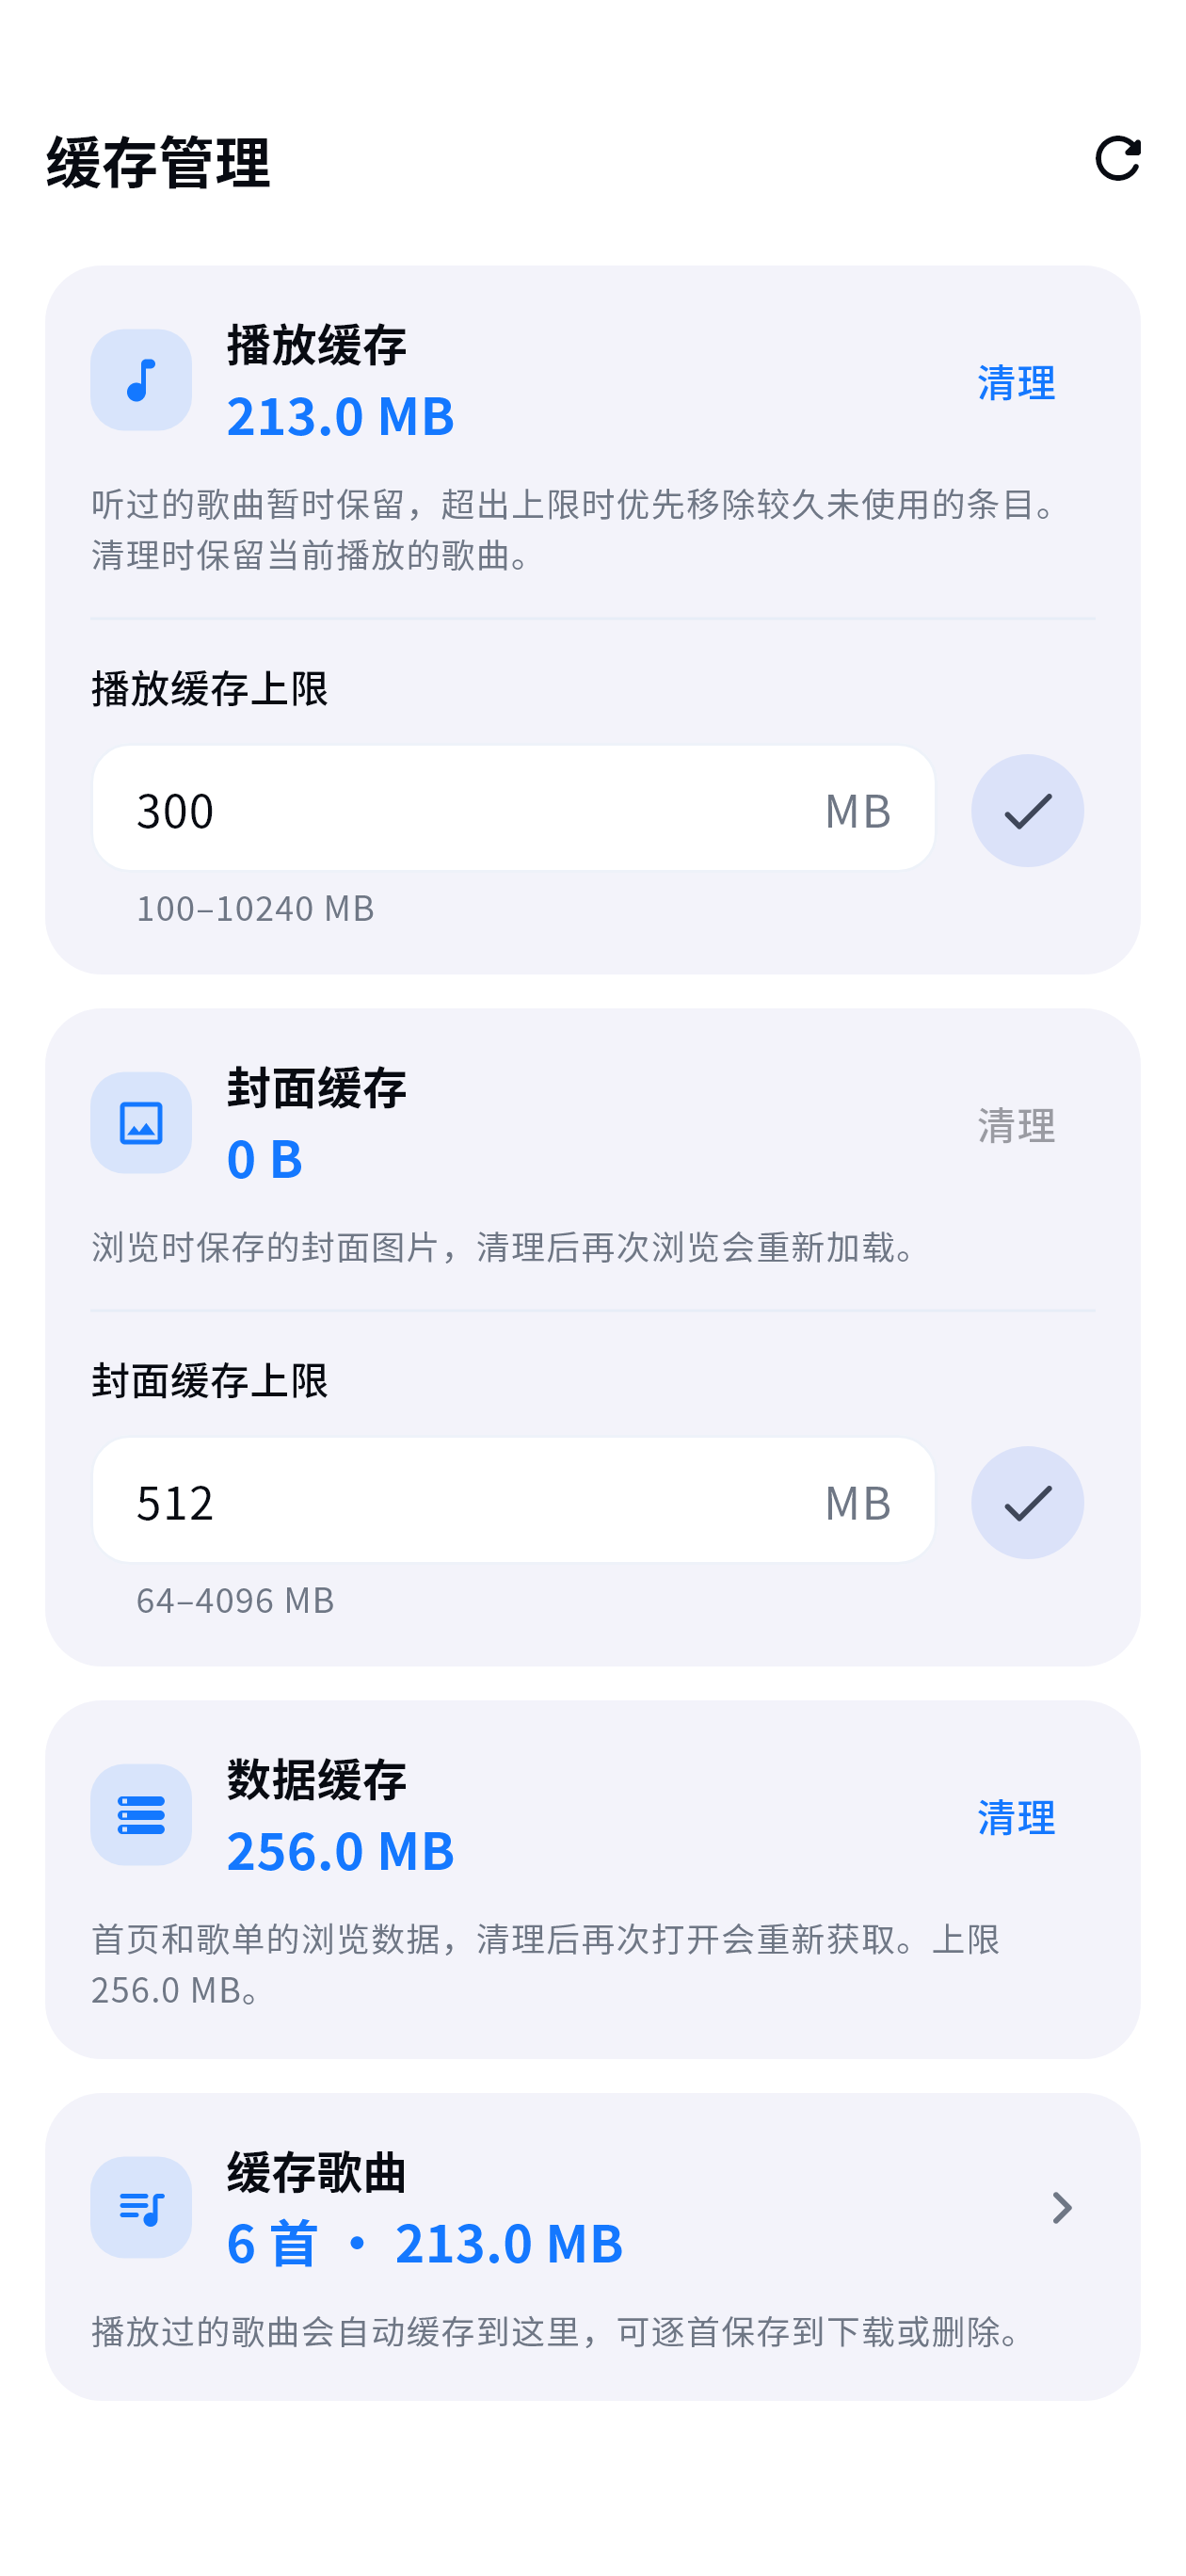 缓存管理
播放缓存
213.0 MB
清理
听过的歌曲暂时保留，超出上限时优先移除较久未使用的条目。
清理时保留当前播放的歌曲。
播放缓存上限
300 MB
100–10240 MB
封面缓存
0 B
清理
浏览时保存的封面图片，清理后再次浏览会重新加载。
封面缓存上限
512 MB
64–4096 MB
数据缓存
256.0 MB
清理
首页和歌单的浏览数据，清理后再次打开会重新获取。上限
256.0 MB。
缓存歌曲
6 首 · 213.0 MB
播放过的歌曲会自动缓存到这里，可逐首保存到下载或删除。